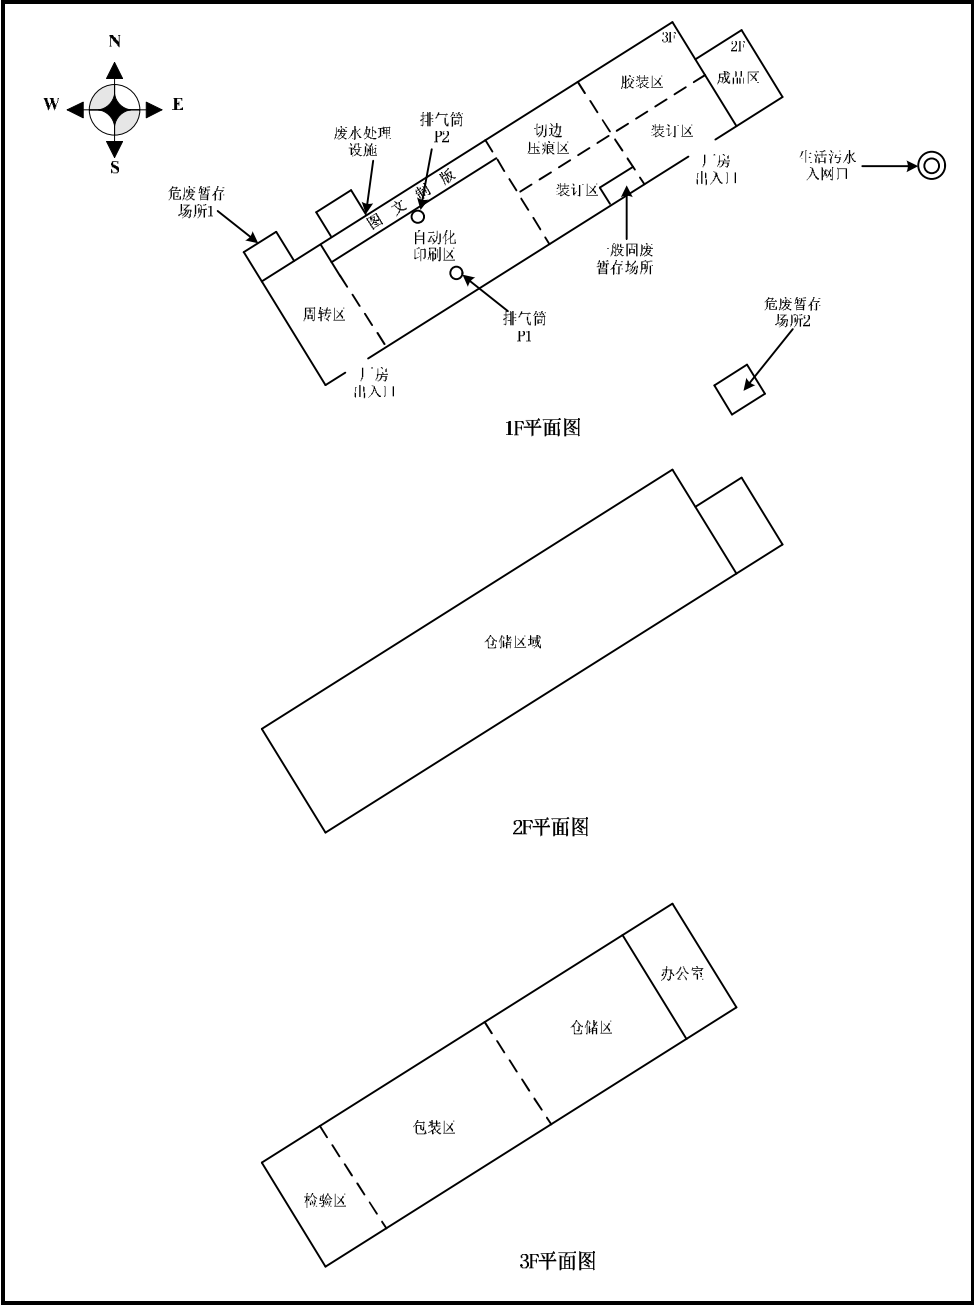 N
W
E
S
3F
2F
成品区
胶装区
装订区
切边
压痕区
装订区
排气筒
P2
废水处理
设施
危废暂存
场所1
图文制版
自动化
印刷区
周转区
厂房
出入口
生活污水
入网口
一般固废
暂存场所
排气筒
P1
危废暂存
场所2
厂房
出入口
1F平面图
仓储区域
2F平面图
办公室
仓储区
包装区
检验区
3F平面图